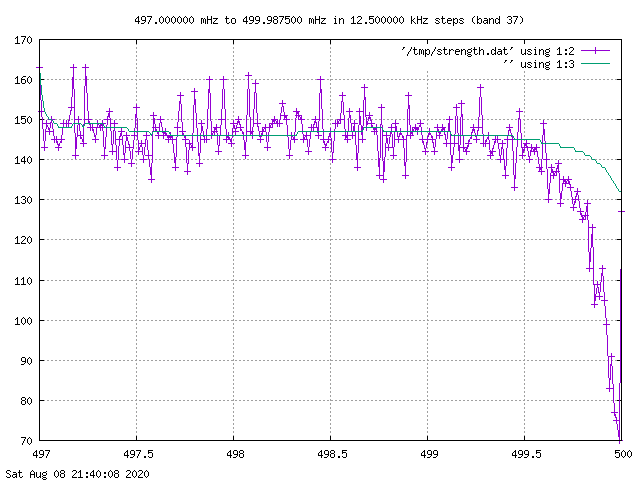 497.000000 mHz to 499.987500 mHz in 12.500000 kHz steps (band 37)
'/tmp/strength.dat' using 1:2
'' using 1:3
170
160
150
140
130
120
110
100
90
80
70
497 497.5 498 498.5 499 499.5 500
Sat Aug 08 21:40:08 2020